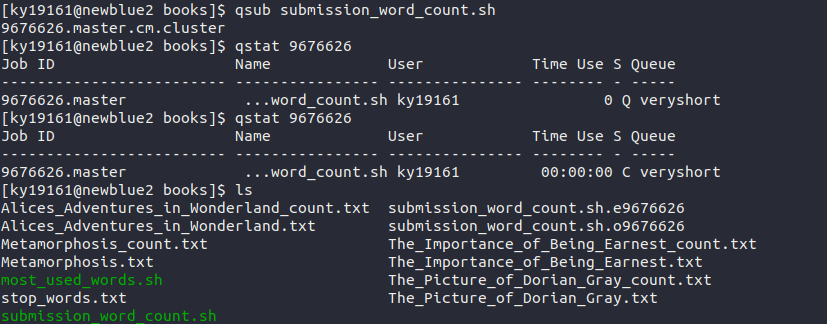 [ky19161@newblue2 books]$ qsub submission_word_count.sh
9676626.master.cm.cluster
[ky19161@newblue2 books]$ qstat 9676626
Job ID                    Name             User            Time Use S Queue
------------------------- ---------------- --------------- -------- - -----
9676626.master             ...word_count.sh ky19161                0 Q veryshort
[ky19161@newblue2 books]$ qstat 9676626
Job ID                    Name             User            Time Use S Queue
------------------------- ---------------- --------------- -------- - -----
9676626.master             ...word_count.sh ky19161         00:00:00 C veryshort
[ky19161@newblue2 books]$ ls
Alices_Adventures_in_Wonderland_count.txt  submission_word_count.sh.e9676626
Alices_Adventures_in_Wonderland.txt        submission_word_count.sh.o9676626
Metamorphosis_count.txt                    The_Importance_of_Being_Earnest_count.txt
Metamorphosis.txt                          The_Importance_of_Being_Earnest.txt
most_used_words.sh                         The_Picture_of_Dorian_Gray_count.txt
stop_words.txt                             The_Picture_of_Dorian_Gray.txt
submission_word_count.sh